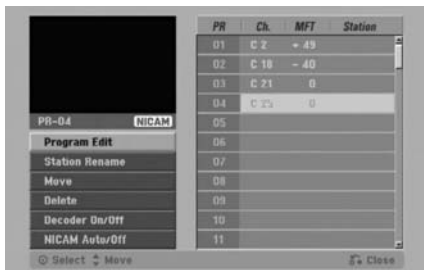 PR Ch. MFT Station
01 C 2 + 49
02 C 18 - 40
03 C 21 0
04 C 25 0
05
06
07
08
09
10
11
PR-04 NICAM
Program Edit
Station Rename
Move
Delete
Decoder On/Off
NICAM Auto/Off
Select Move
Close